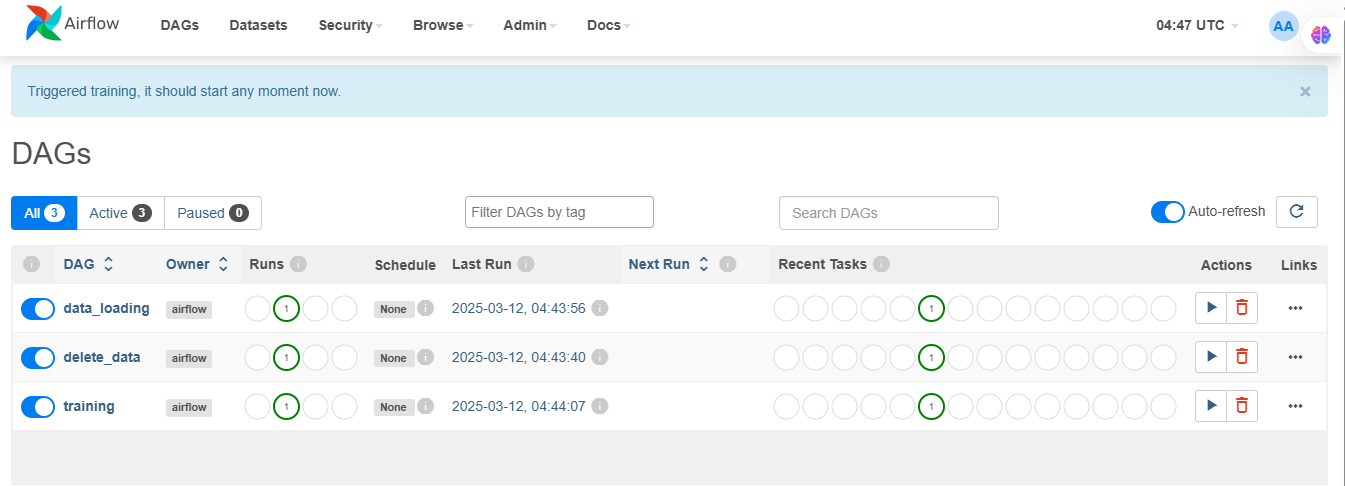 Airflow DAGs Datasets Security Browse Admin Docs 04:47 UTC AA
Triggered training, it should start any moment now. ×
DAGs
All 3 Active 3 Paused 0 Filter DAGs by tag Search DAGs Auto-refresh
i DAG Owner Runs i Schedule Last Run i Next Run i Recent Tasks i Actions Links
data_loading airflow 1 None i 2025-03-12, 04:43:56 i 1
delete_data airflow 1 None i 2025-03-12, 04:43:40 i 1
training airflow 1 None i 2025-03-12, 04:44:07 i 1